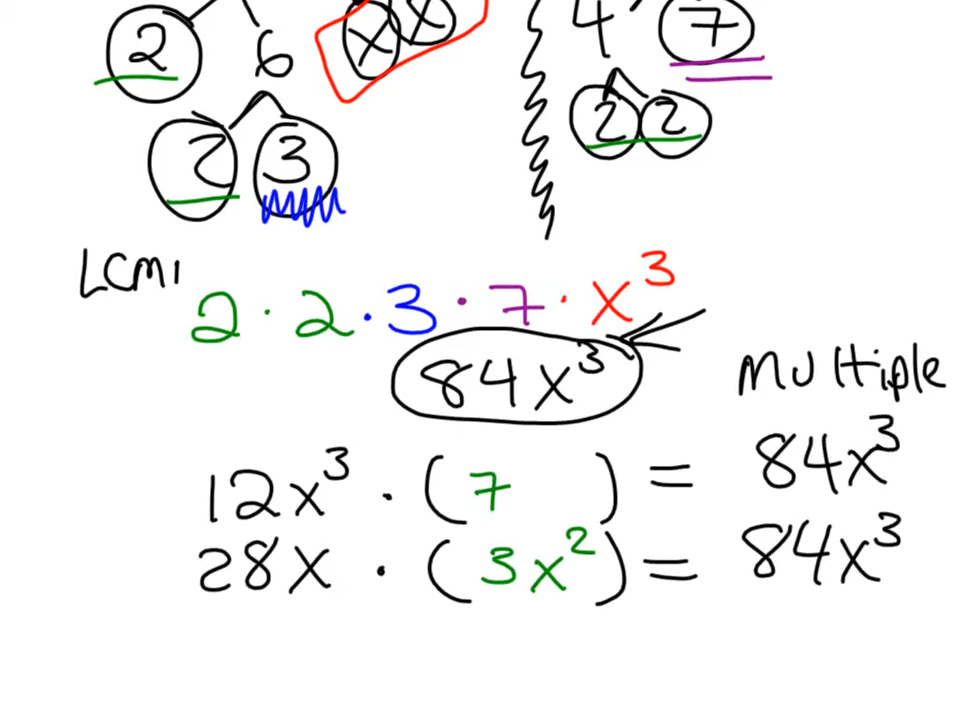 x x 4 7
2 6
2 2
2 3
LCM
2 · 2 · 3 · 7 · x³
84x³
Multiple
12x³ · (7) = 84x³
28x · (3x²) = 84x³